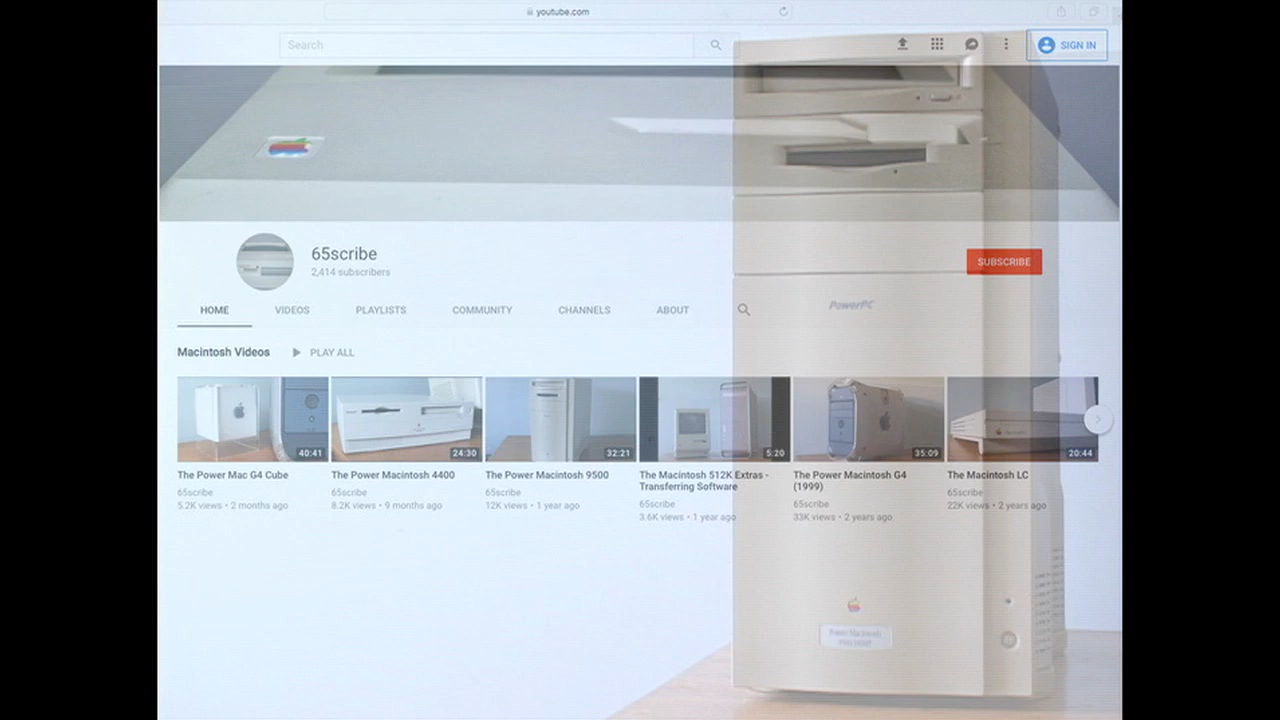 youtube.com
Search
SIGN IN
65scribe
2,414 subscribers
SUBSCRIBE
HOME VIDEOS PLAYLISTS COMMUNITY CHANNELS ABOUT
PowerPC
Macintosh Videos PLAY ALL
40:41 24:30 32:21 5:20 35:09 20:44
The Power Mac G4 Cube
65scribe
5.2K views • 2 months ago
The Power Macintosh 4400
65scribe
8.2K views • 9 months ago
The Power Macintosh 9500
65scribe
12K views • 1 year ago
The Macintosh 512K Extras -
Transferring Software
65scribe
3.6K views • 1 year ago
The Power Macintosh G4
(1999)
65scribe
33K views • 2 years ago
The Macintosh LC
65scribe
22K views • 2 years ago
Power Macintosh